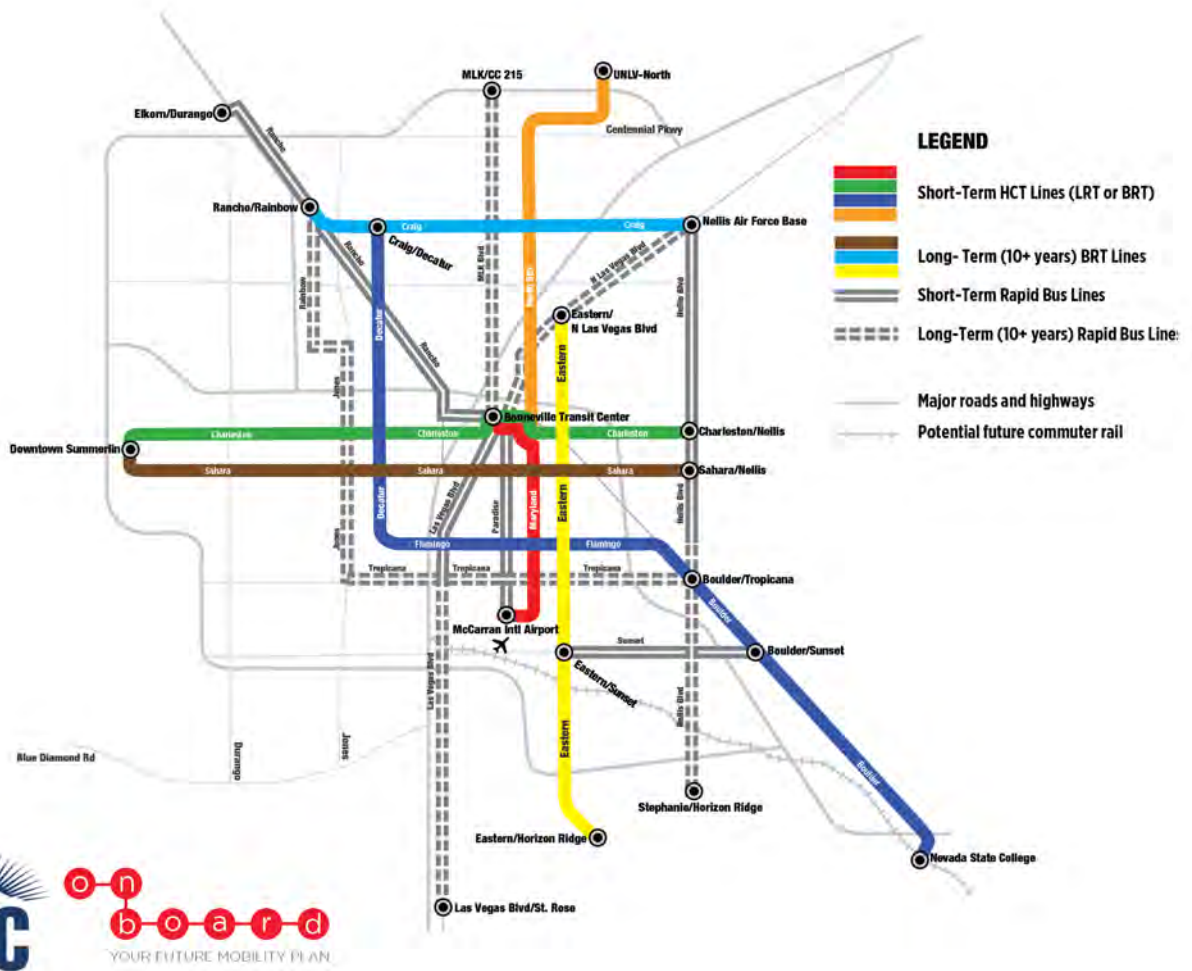 MLK/CC 215
UNLV-North
Elkorn/Durango
Centennial Pkwy
Rancho
LEGEND
Short-Term HCT Lines (LRT or BRT)
Rancho/Rainbow
Craig
Craig
Nellis Air Force Base
Craig/Decatur
Rancho
MLK Blvd
N Las Vegas Blvd
Long- Term (10+ years) BRT Lines
Rainbow
Nellis Blvd
Short-Term Rapid Bus Lines
Decatur
Eastern/
N Las Vegas Blvd
Long-Term (10+ years) Rapid Bus Line
Rancho
Eastern
Jones
Major roads and highways
Bonneville Transit Center
Charleston
Charleston
Charleston
Charleston/Nellis
Potential future commuter rail
Downtown Summerlin
Sahara
Sahara
Sahara
Sahara/Nellis
Decatur
Las Vegas Blvd
Paradise
Maryland
Eastern
Nellis Blvd
Jones
Flamingo
Flamingo
Tropicana
Tropicana
Tropicana
Boulder/Tropicana
Boulder
McCarran Intl Airport
Sunset
Boulder/Sunset
Eastern/Sunset
Las Vegas Blvd
Nellis Blvd
Eastern
Blue Diamond Rd
Durango
Jones
Boulder
Stephanie/Horizon Ridge
Eastern/Horizon Ridge
Nevada State College
Las Vegas Blvd/St. Rose
C
on
board
YOUR FUTURE MOBILITY PLAN